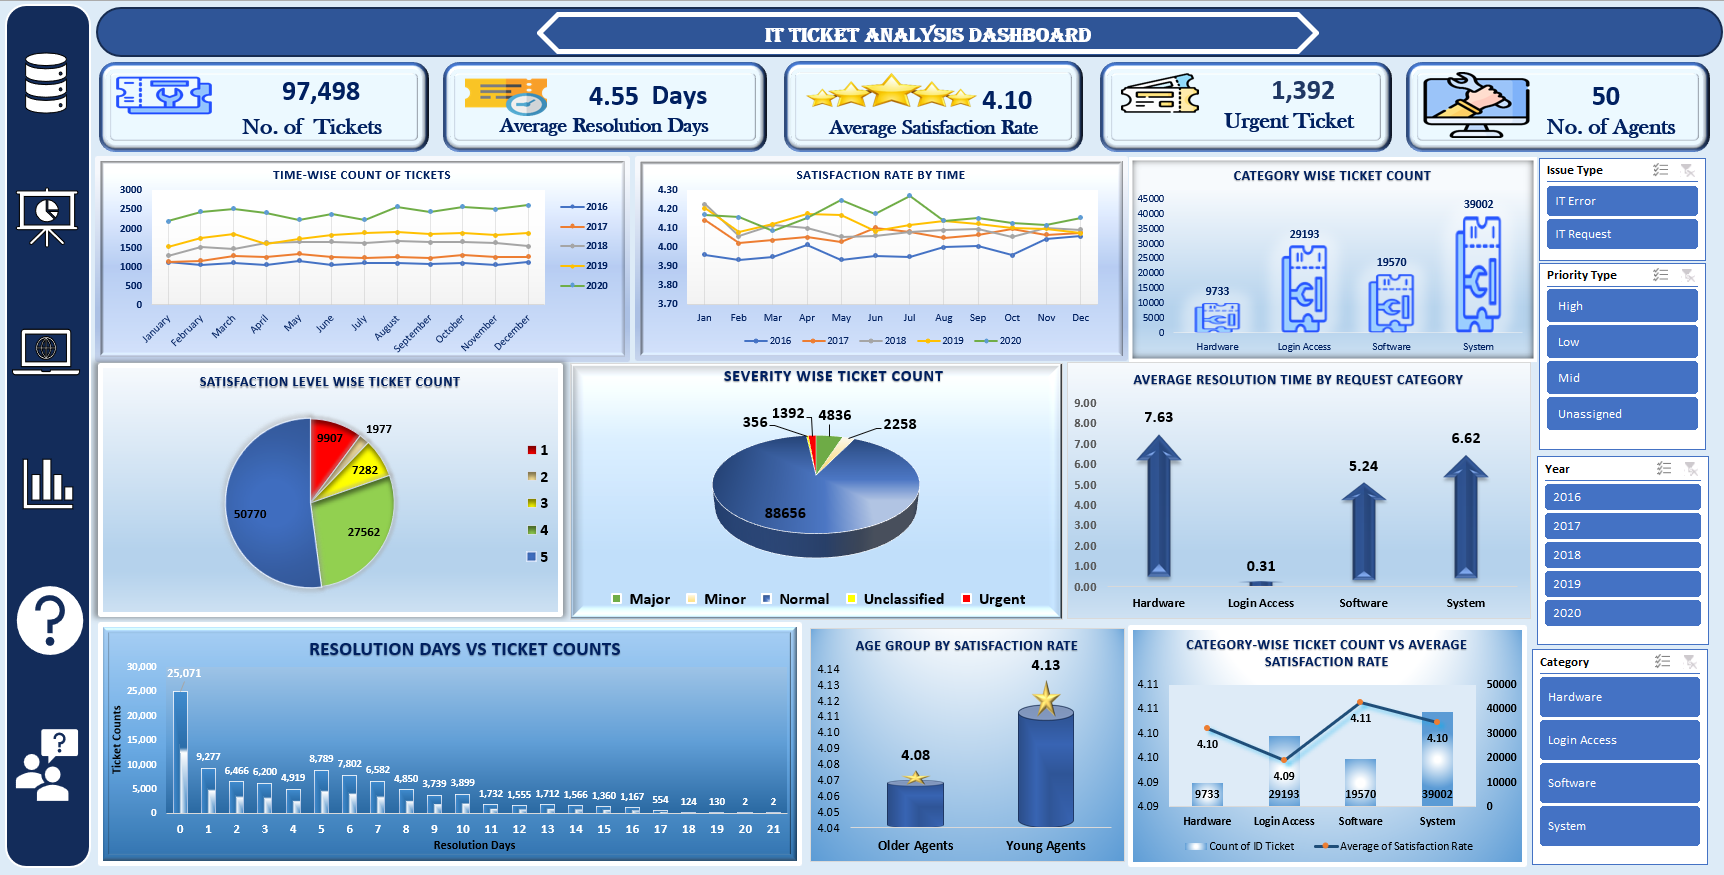 IT TICKET ANALYSIS DASHBOARD
97,498
No. of Tickets
4.55 Days
Average Resolution Days
4.10
Average Satisfaction Rate
1,392
Urgent Ticket
50
No. of Agents
TIME-WISE COUNT OF TICKETS
3000
2500
2000
1500
1000
500
0
January
February
March
April
May
June
July
August
September
October
November
December
2016
2017
2018
2019
2020
SATISFACTION RATE BY TIME
4.30
4.20
4.10
4.00
3.90
3.80
3.70
Jan Feb Mar Apr May Jun Jul Aug Sep Oct Nov Dec
2016 2017 2018 2019 2020
CATEGORY WISE TICKET COUNT
45000
40000
35000
30000
25000
20000
15000
10000
5000
0
9733
29193
19570
39002
Hardware Login Access Software System
Issue Type
IT Error
IT Request
Priority Type
High
Low
Mid
Unassigned
Year
2016
2017
2018
2019
2020
Category
Hardware
Login Access
Software
System
SATISFACTION LEVEL WISE TICKET COUNT
9907
1977
7282
27562
50770
1
2
3
4
5
SEVERITY WISE TICKET COUNT
356
1392
4836
2258
88656
Major Minor Normal Unclassified Urgent
AVERAGE RESOLUTION TIME BY REQUEST CATEGORY
9.00
8.00
7.00
6.00
5.00
4.00
3.00
2.00
1.00
0.00
7.63
0.31
5.24
6.62
Hardware Login Access Software System
RESOLUTION DAYS VS TICKET COUNTS
Ticket Counts
30,000
25,000
20,000
15,000
10,000
5,000
0
25,071
9,277
6,466
6,200
4,919
8,789
7,802
6,582
4,850
3,739
3,899
1,732
1,555
1,712
1,566
1,360
1,167
554
124
130
2
2
0 1 2 3 4 5 6 7 8 9 10 11 12 13 14 15 16 17 18 19 20 21
Resolution Days
AGE GROUP BY SATISFACTION RATE
4.14
4.13
4.12
4.11
4.10
4.09
4.08
4.07
4.06
4.05
4.04
4.08
4.13
Older Agents Young Agents
CATEGORY-WISE TICKET COUNT VS AVERAGE
SATISFACTION RATE
4.11
4.11
4.10
4.10
4.09
4.09
50000
40000
30000
20000
10000
0
4.10
4.09
4.11
4.10
9733
29193
19570
39002
Hardware Login Access Software System
Count of ID Ticket Average of Satisfaction Rate